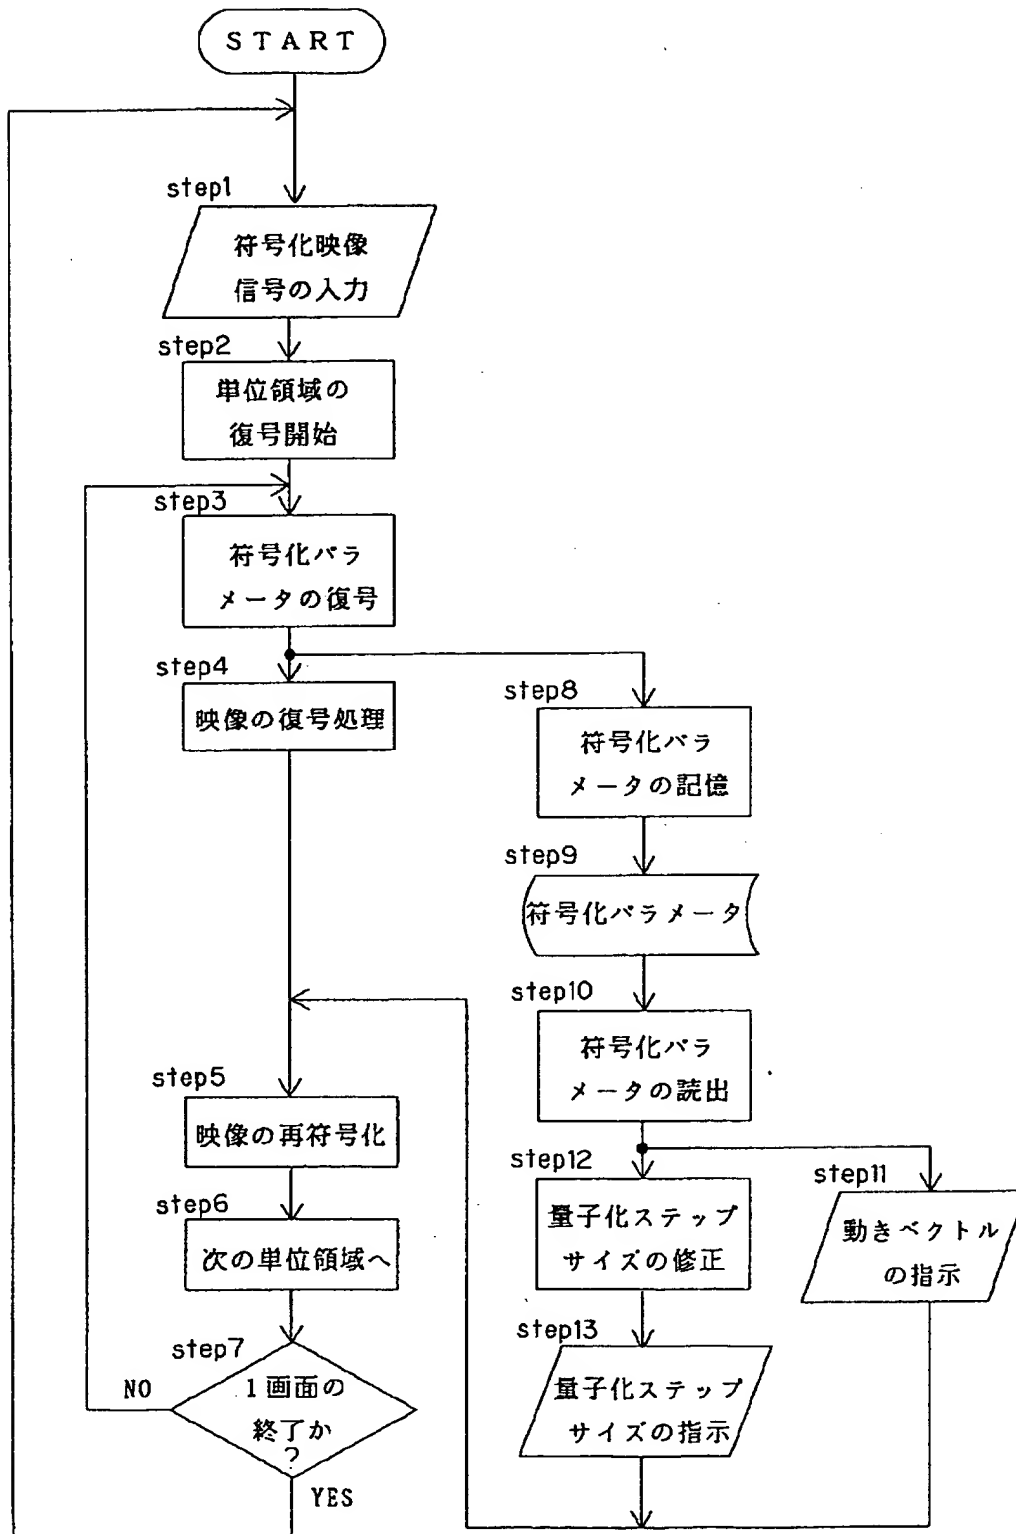 START
step1
符号化映像
信号の入力
step2
単位領域の
復号開始
step3
符号化パラ
メータの復号
step4
映像の復号処理
step5
映像の再符号化
step6
次の単位領域へ
step7
1画面の
終了か
?
NO
YES
step8
符号化パラ
メータの記憶
step9
符号化パラメータ
step10
符号化パラ
メータの読出
step11
動きベクトル
の指示
step12
量子化ステップ
サイズの修正
step13
量子化ステップ
サイズの指示